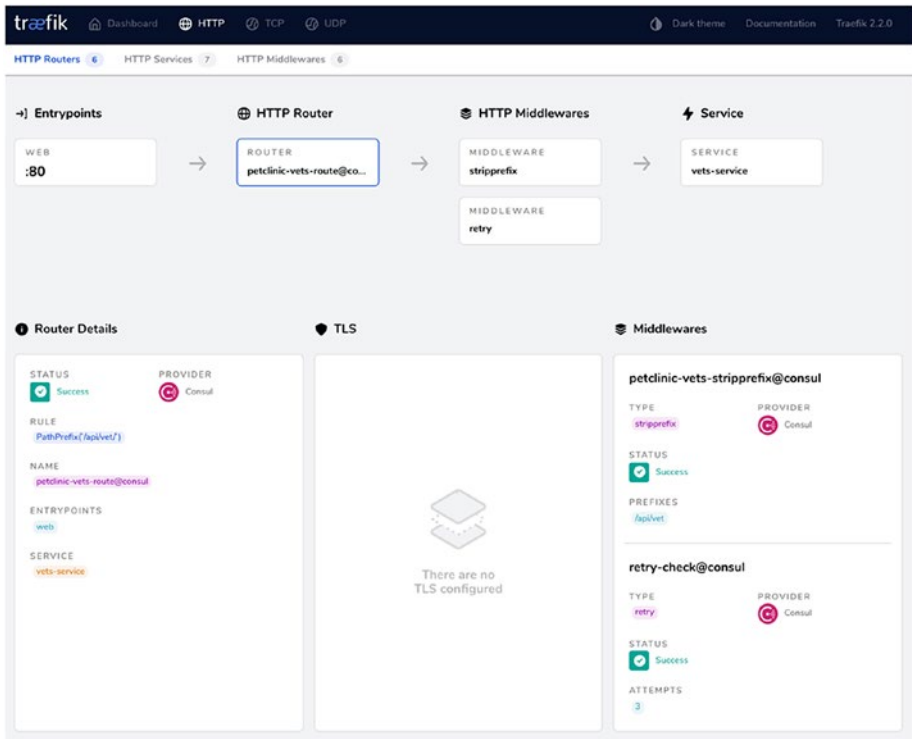 træfik Dashboard HTTP TCP UDP Dark theme Documentation Traefik 2.2.0
HTTP Routers 6 HTTP Services 7 HTTP Middlewares 6
Entrypoints HTTP Router HTTP Middlewares Service
WEB ROUTER MIDDLEWARE SERVICE
:80 petclinic-vets-route@co... stripprefix vets-service
MIDDLEWARE
retry
Router Details
STATUS PROVIDER
Success Consul
RULE
PathPrefix(`/api/vet/`)
NAME
petclinic-vets-route@consul
ENTRYPOINTS
web
SERVICE
vets-service
TLS
There are no
TLS configured
Middlewares
petclinic-vets-stripprefix@consul
TYPE PROVIDER
stripprefix Consul
STATUS
Success
PREFIXES
/api/vet
retry-check@consul
TYPE PROVIDER
retry Consul
STATUS
Success
ATTEMPTS
3